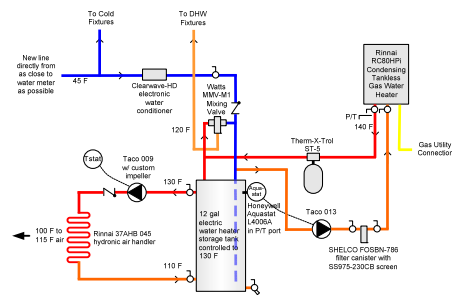 To Cold
Fixtures
To DHW
Fixtures
New line
directly from
as close to
water meter
as possible
45 F
Clearwave-HD
electronic
water
conditioner
Watts
MMV-M1
Mixing
Valve
Rinnai
RC80HPi
Condensing
Tankless
Gas Water
Heater
P/T
140 F
Gas Utility
Connection
120 F
Therm-X-Trol
ST-5
Tstat
Taco 009
w/ custom
impeller
130 F
Aqua-
stat
Honeywell
Aquastat
L4006A
in P/T port
Taco 013
12 gal
electric
water heater
storage tank
controlled to
130 F
100 F to
115 F air
Rinnai 37AHB 045
hydronic air handler
110 F
SHELCO FOSBN-786
filter canister with
SS975-230CB screen